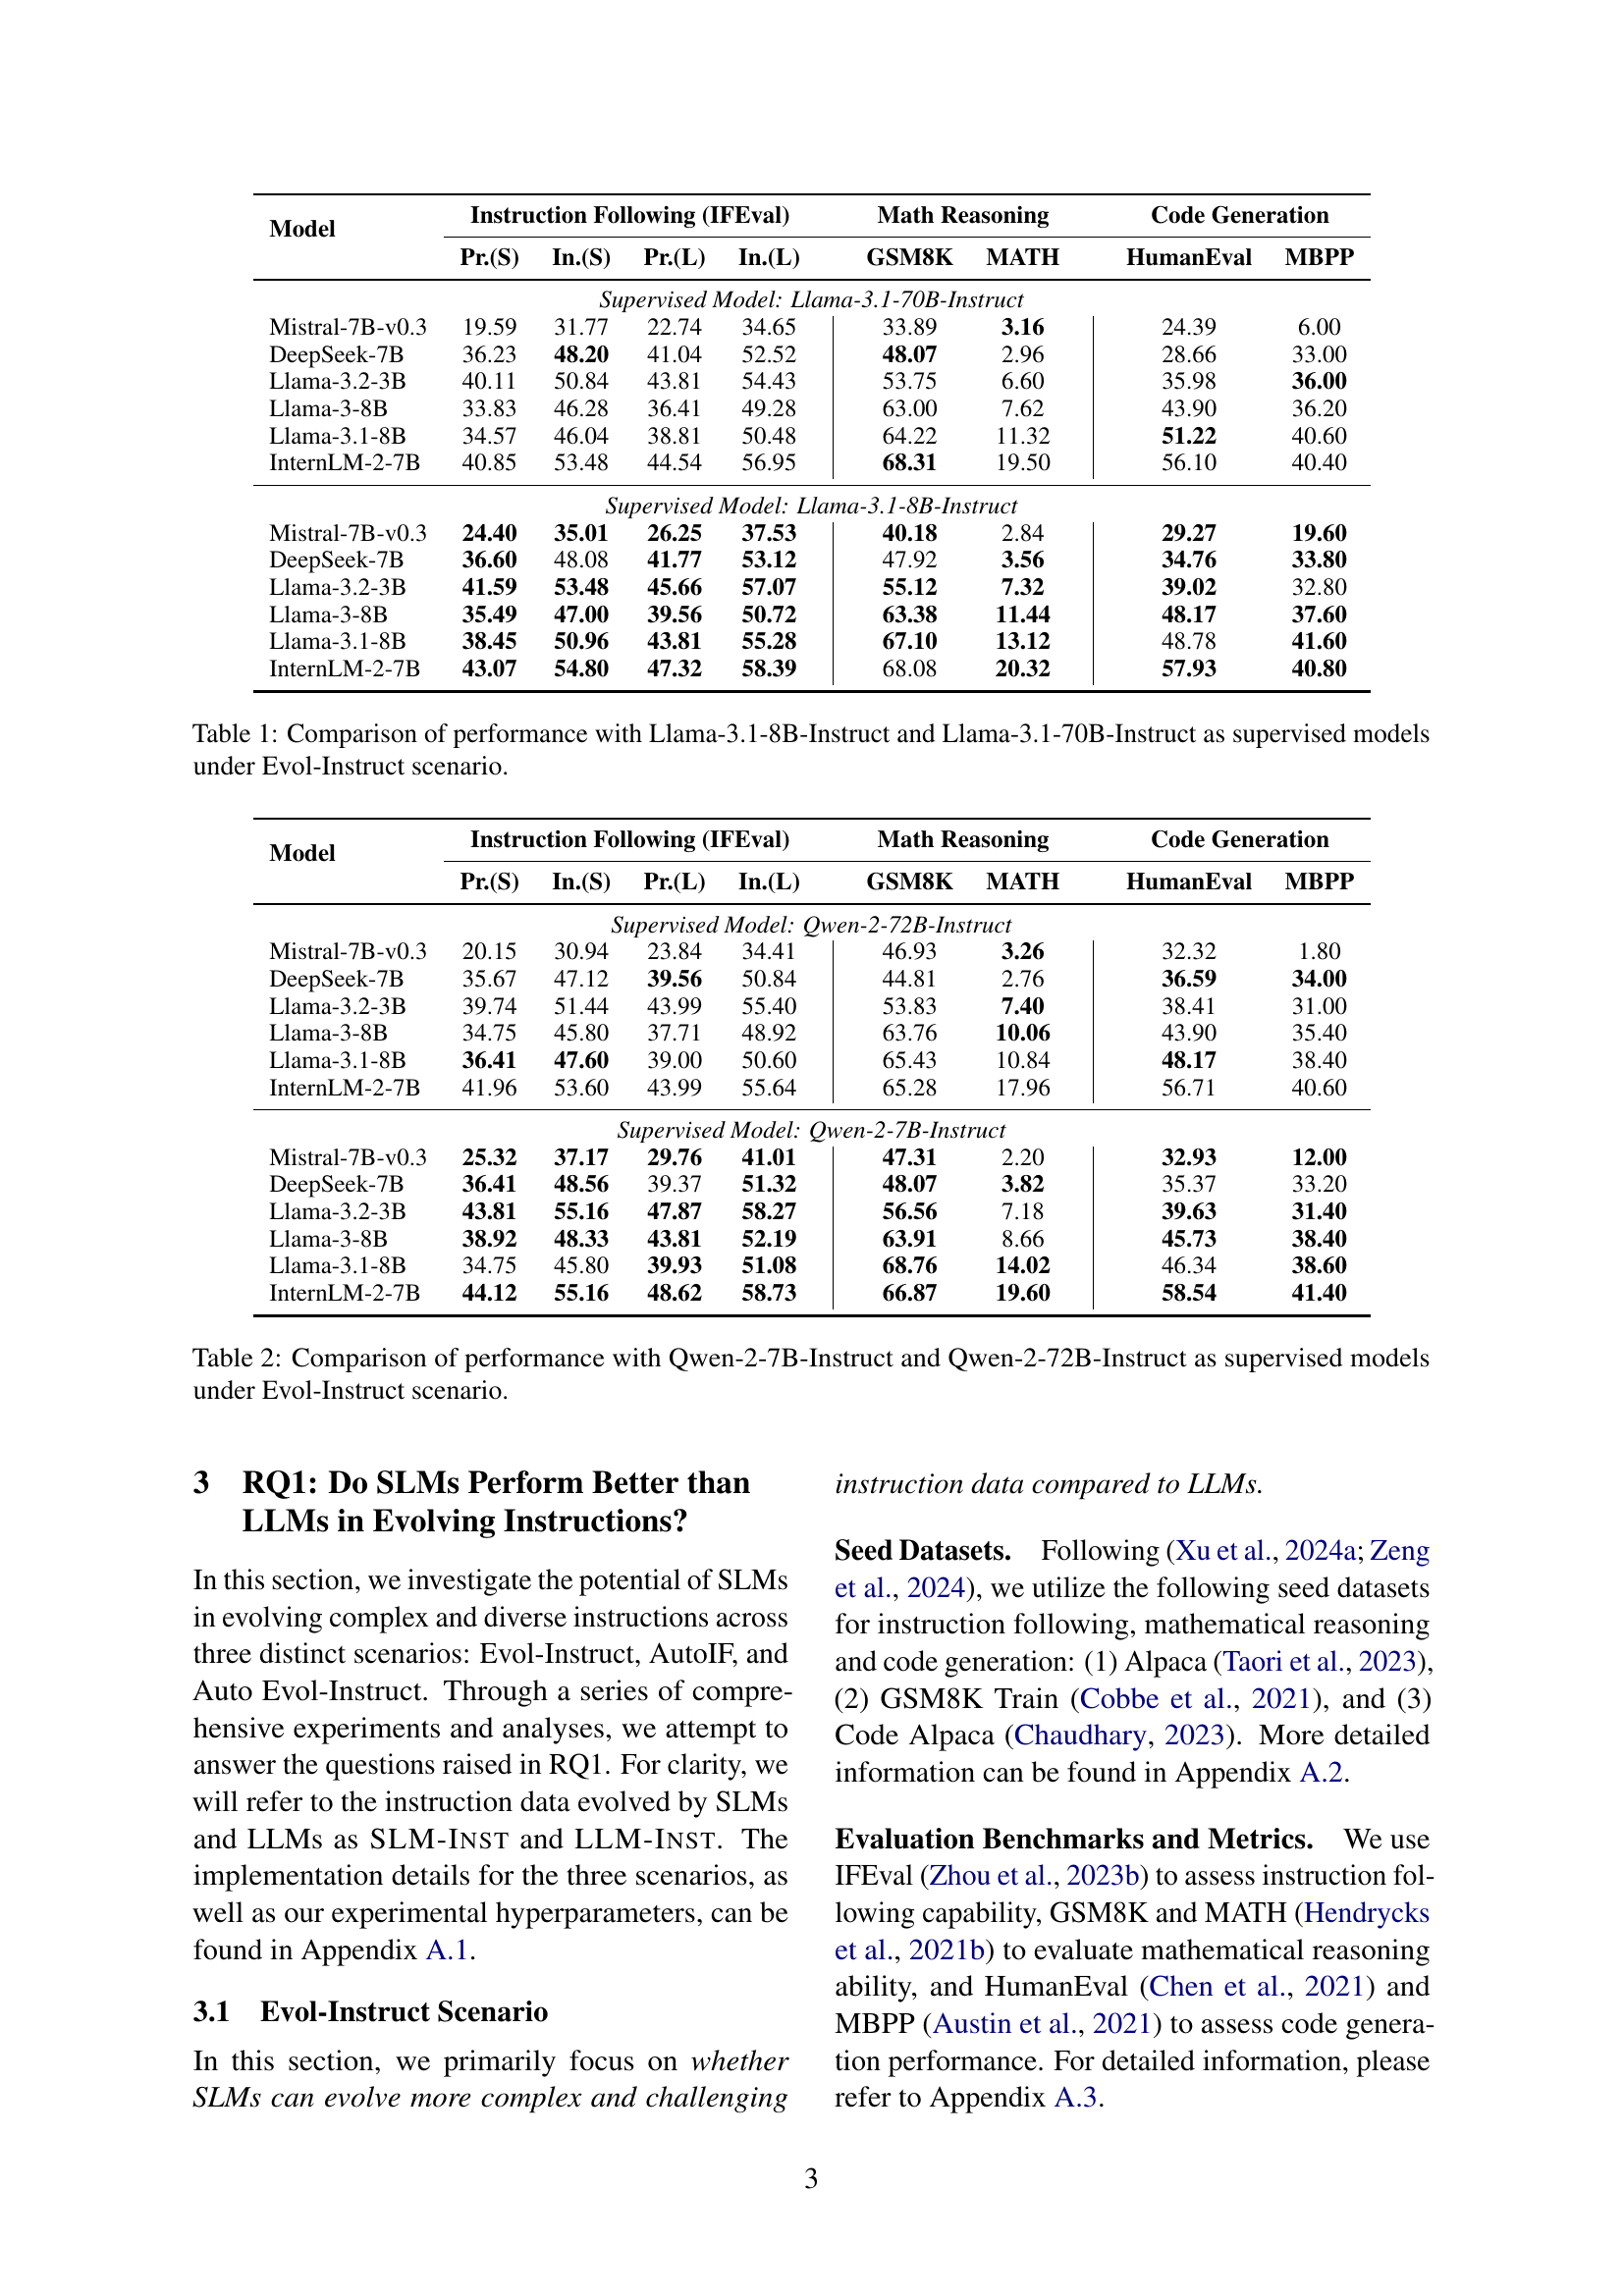 Model Instruction Following (IFEval) Math Reasoning Code Generation
Pr.(S) In.(S) Pr.(L) In.(L) GSM8K MATH HumanEval MBPP
Supervised Model: Llama-3.1-70B-Instruct
Mistral-7B-v0.3 19.59 31.77 22.74 34.65 33.89 3.16 24.39 6.00
DeepSeek-7B 36.23 48.20 41.04 52.52 48.07 2.96 28.66 33.00
Llama-3.2-3B 40.11 50.84 43.81 54.43 53.75 6.60 35.98 36.00
Llama-3-8B 33.83 46.28 36.41 49.28 63.00 7.62 43.90 36.20
Llama-3.1-8B 34.57 46.04 38.81 50.48 64.22 11.32 51.22 40.60
InternLM-2-7B 40.85 53.48 44.54 56.95 68.31 19.50 56.10 40.40
Supervised Model: Llama-3.1-8B-Instruct
Mistral-7B-v0.3 24.40 35.01 26.25 37.53 40.18 2.84 29.27 19.60
DeepSeek-7B 36.60 48.08 41.77 53.12 47.92 3.56 34.76 33.80
Llama-3.2-3B 41.59 53.48 45.66 57.07 55.12 7.32 39.02 32.80
Llama-3-8B 35.49 47.00 39.56 50.72 63.38 11.44 48.17 37.60
Llama-3.1-8B 38.45 50.96 43.81 55.28 67.10 13.12 48.78 41.60
InternLM-2-7B 43.07 54.80 47.32 58.39 68.08 20.32 57.93 40.80
Table 1: Comparison of performance with Llama-3.1-8B-Instruct and Llama-3.1-70B-Instruct as supervised models
under Evol-Instruct scenario.
Model Instruction Following (IFEval) Math Reasoning Code Generation
Pr.(S) In.(S) Pr.(L) In.(L) GSM8K MATH HumanEval MBPP
Supervised Model: Qwen-2-72B-Instruct
Mistral-7B-v0.3 20.15 30.94 23.84 34.41 46.93 3.26 32.32 1.80
DeepSeek-7B 35.67 47.12 39.56 50.84 44.81 2.76 36.59 34.00
Llama-3.2-3B 39.74 51.44 43.99 55.40 53.83 7.40 38.41 31.00
Llama-3-8B 34.75 45.80 37.71 48.92 63.76 10.06 43.90 35.40
Llama-3.1-8B 36.41 47.60 39.00 50.60 65.43 10.84 48.17 38.40
InternLM-2-7B 41.96 53.60 43.99 55.64 65.28 17.96 56.71 40.60
Supervised Model: Qwen-2-7B-Instruct
Mistral-7B-v0.3 25.32 37.17 29.76 41.01 47.31 2.20 32.93 12.00
DeepSeek-7B 36.41 48.56 39.37 51.32 48.07 3.82 35.37 33.20
Llama-3.2-3B 43.81 55.16 47.87 58.27 56.56 7.18 39.63 31.40
Llama-3-8B 38.92 48.33 43.81 52.19 63.91 8.66 45.73 38.40
Llama-3.1-8B 34.75 45.80 39.93 51.08 68.76 14.02 46.34 38.60
InternLM-2-7B 44.12 55.16 48.62 58.73 66.87 19.60 58.54 41.40
Table 2: Comparison of performance with Qwen-2-7B-Instruct and Qwen-2-72B-Instruct as supervised models
under Evol-Instruct scenario.
3 RQ1: Do SLMs Perform Better than
LLMs in Evolving Instructions?
In this section, we investigate the potential of SLMs
in evolving complex and diverse instructions across
three distinct scenarios: Evol-Instruct, AutoIF, and
Auto Evol-Instruct. Through a series of compre-
hensive experiments and analyses, we attempt to
answer the questions raised in RQ1. For clarity, we
will refer to the instruction data evolved by SLMs
and LLMs as SLM-INST and LLM-INST. The
implementation details for the three scenarios, as
well as our experimental hyperparameters, can be
found in Appendix A.1.
3.1 Evol-Instruct Scenario
In this section, we primarily focus on whether
SLMs can evolve more complex and challenging
instruction data compared to LLMs.
Seed Datasets. Following (Xu et al., 2024a; Zeng
et al., 2024), we utilize the following seed datasets
for instruction following, mathematical reasoning
and code generation: (1) Alpaca (Taori et al., 2023),
(2) GSM8K Train (Cobbe et al., 2021), and (3)
Code Alpaca (Chaudhary, 2023). More detailed
information can be found in Appendix A.2.
Evaluation Benchmarks and Metrics. We use
IFEval (Zhou et al., 2023b) to assess instruction fol-
lowing capability, GSM8K and MATH (Hendrycks
et al., 2021b) to evaluate mathematical reasoning
ability, and HumanEval (Chen et al., 2021) and
MBPP (Austin et al., 2021) to assess code genera-
tion performance. For detailed information, please
refer to Appendix A.3.
3